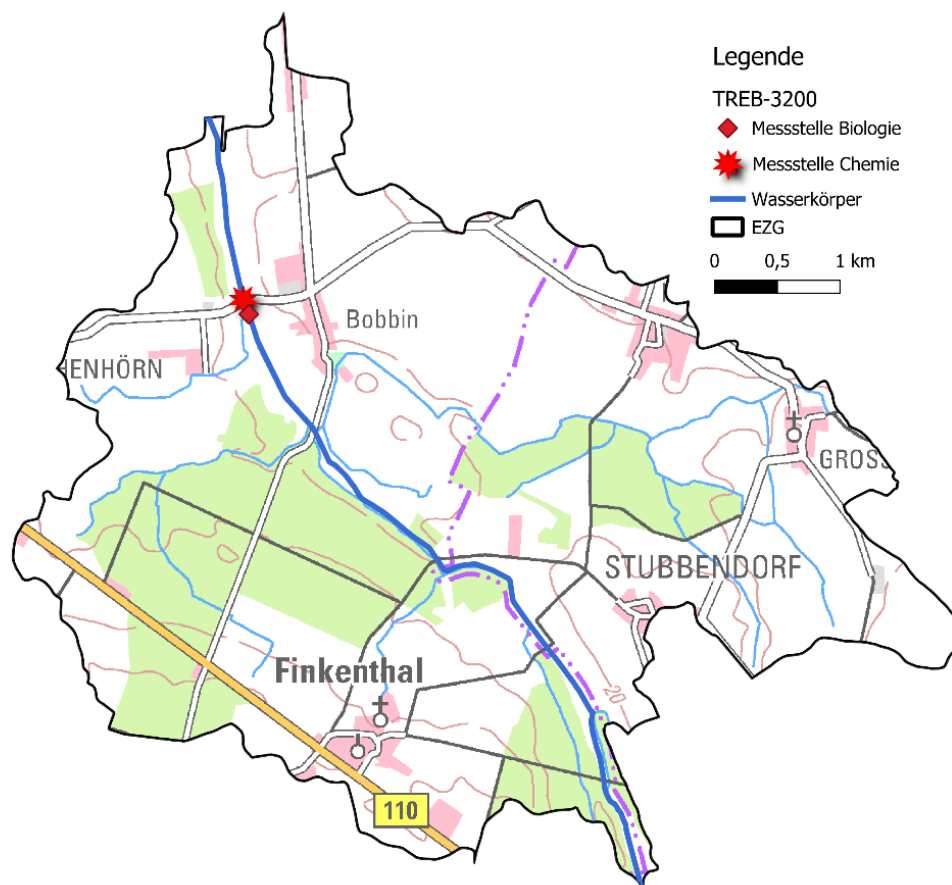 Legende
TREB-3200
Messstelle Biologie
Messstelle Chemie
Wasserkörper
EZG
0 0,5 1 km
Bobbin
HENHÖRN
GROSS
STUBBENDORF
Finkenthal
20
110